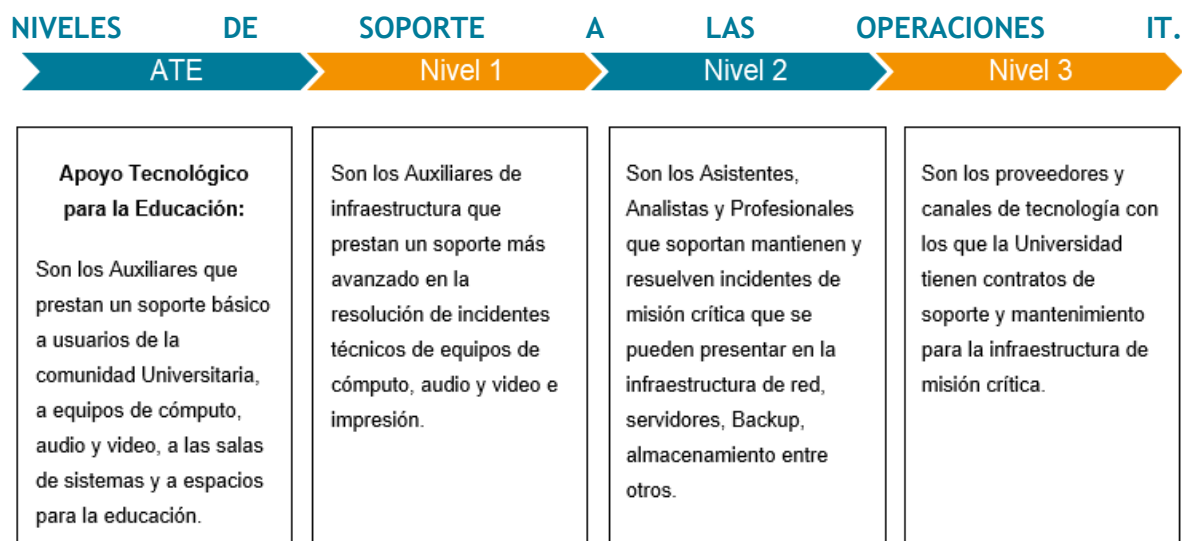 NIVELES DE SOPORTE A LAS OPERACIONES IT.
ATE
Nivel 1
Nivel 2
Nivel 3
Apoyo Tecnológico
para la Educación:
Son los Auxiliares que
prestan un soporte básico
a usuarios de la
comunidad Universitaria,
a equipos de cómputo,
audio y video, a las salas
de sistemas y a espacios
para la educación.
Son los Auxiliares de
infraestructura que
prestan un soporte más
avanzado en la
resolución de incidentes
técnicos de equipos de
cómputo, audio y video e
impresión.
Son los Asistentes,
Analistas y Profesionales
que soportan mantienen y
resuelven incidentes de
misión crítica que se
pueden presentar en la
infraestructura de red,
servidores, Backup,
almacenamiento entre
otros.
Son los proveedores y
canales de tecnología con
los que la Universidad
tienen contratos de
soporte y mantenimiento
para la infraestructura de
misión crítica.